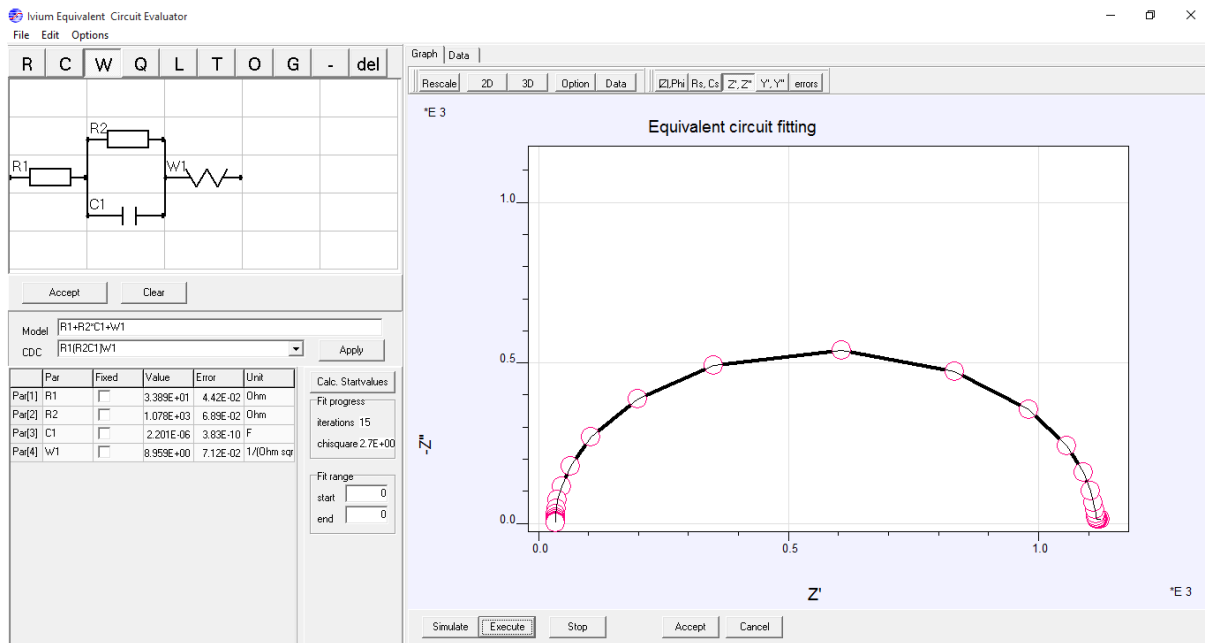 Ivium Equivalent Circuit Evaluator
File Edit Options
R C W Q L T O G - del
R2
R1 W1
C1
Accept Clear
Model R1+R2*C1+W1
CDC R1(R2C1)W1 Apply
Par Fixed Value Error Unit
Par[1] R1 3.389E+01 4.42E-02 Ohm
Par[2] R2 1.078E+03 6.89E-02 Ohm
Par[3] C1 2.201E-06 3.83E-10 F
Par[4] W1 8.959E+00 7.12E-02 1/(Ohm sqr
Calc. Startvalues
Fit progress
iterations 15
chisquare 2.7E+00
Fit range
start 0
end 0
Graph Data
Rescale 2D 3D Option Data |Z|,Phi Rs, Cs Z', Z'' Y', Y'' errors
*E 3
Equivalent circuit fitting
1.0
0.5
0.0
-Z''
0.0 0.5 1.0
Z'
*E 3
Simulate Execute Stop Accept Cancel